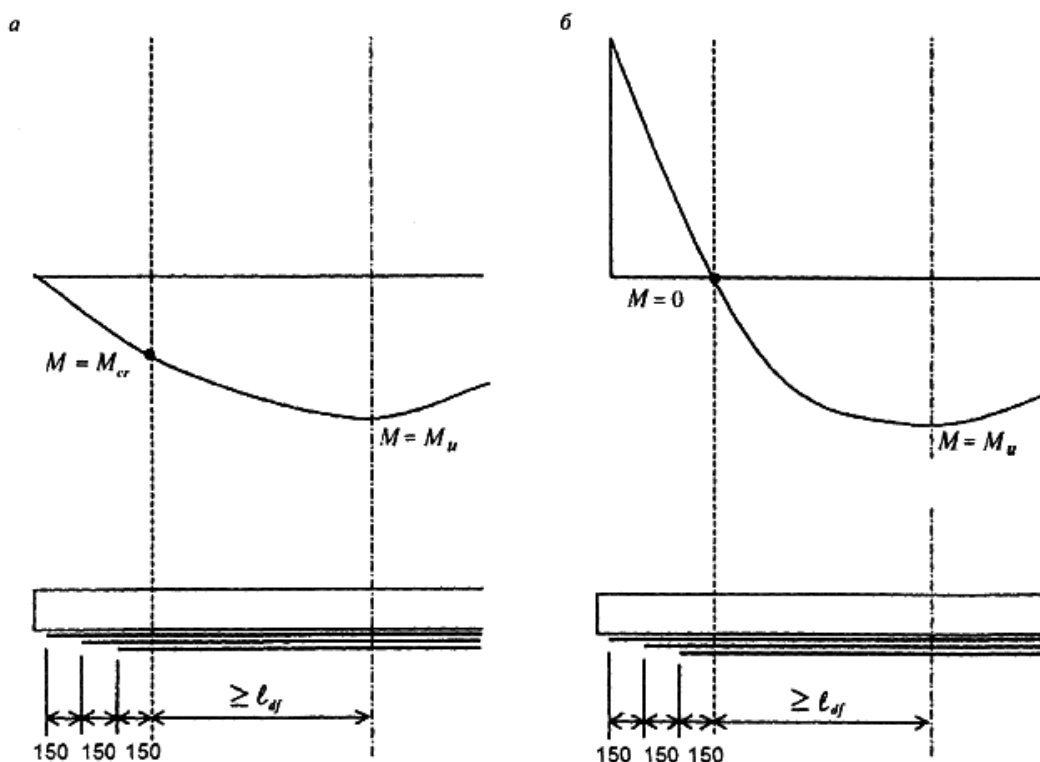 а
M = M_cr
M = M_u
≥ ℓ_df
150 150 150
б
M = 0
M = M_u
≥ ℓ_df
150 150 150